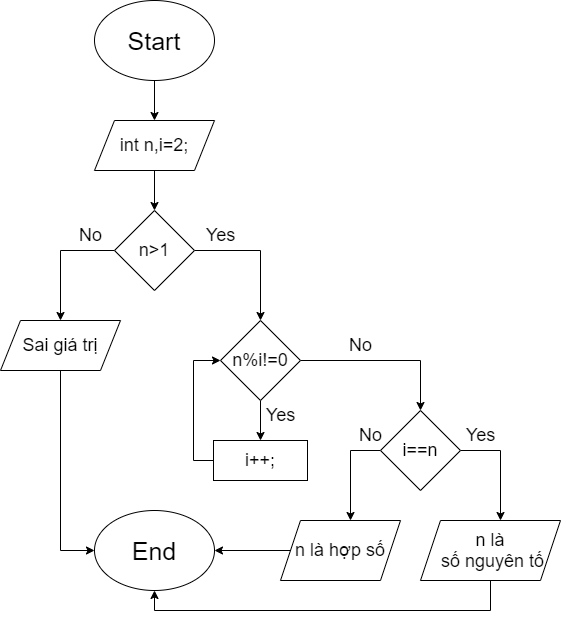 Start
int n,i=2;
n>1
No
Yes
Sai giá trị
n%i!=0
No
Yes
i++;
i==n
No
Yes
n là hợp số
n là
số nguyên tố
End